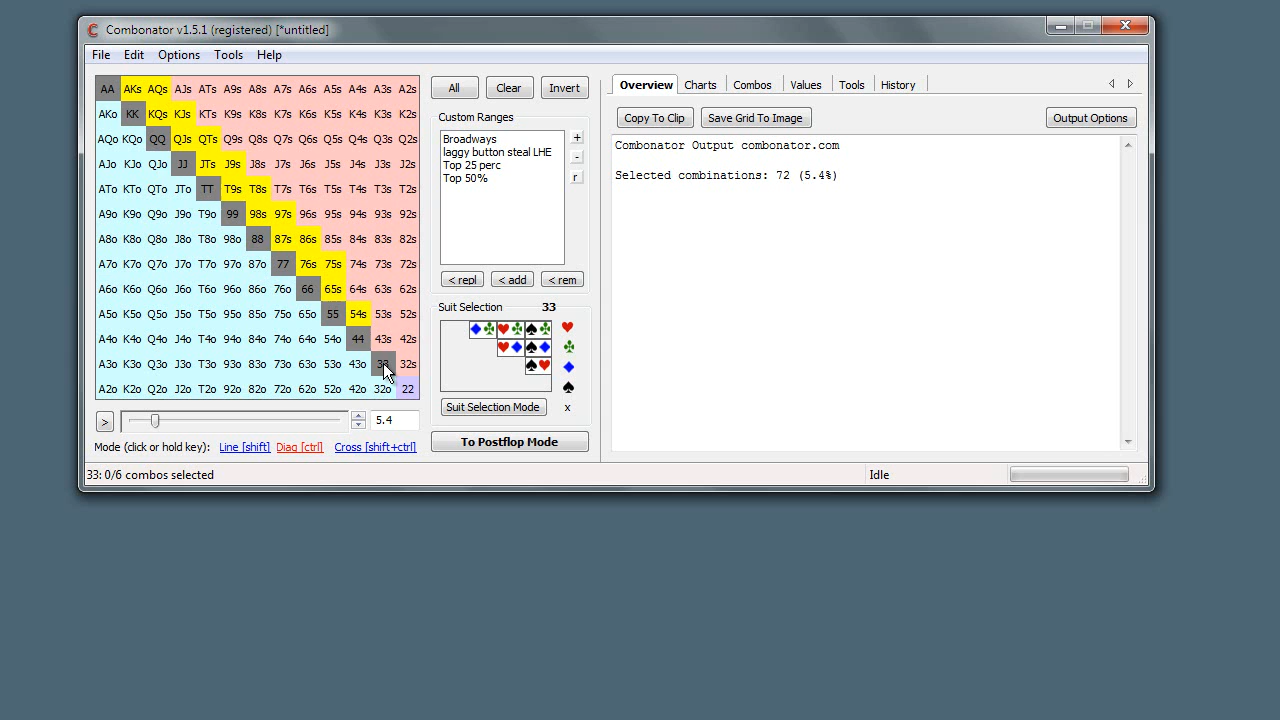 Combonator v1.5.1 (registered) [*untitled]
File Edit Options Tools Help
AA AKs AQs AJs ATs A9s A8s A7s A6s A5s A4s A3s A2s
AKo KK KQs KJs KTs K9s K8s K7s K6s K5s K4s K3s K2s
AQo KQo QQ QJs QTs Q9s Q8s Q7s Q6s Q5s Q4s Q3s Q2s
AJo KJo QJo JJ JTs J9s J8s J7s J6s J5s J4s J3s J2s
ATo KTo QTo JTo TT T9s T8s T7s T6s T5s T4s T3s T2s
A9o K9o Q9o J9o T9o 99 98s 97s 96s 95s 94s 93s 92s
A8o K8o Q8o J8o T8o 98o 88 87s 86s 85s 84s 83s 82s
A7o K7o Q7o J7o T7o 97o 87o 77 76s 75s 74s 73s 72s
A6o K6o Q6o J6o T6o 96o 86o 76o 66 65s 64s 63s 62s
A5o K5o Q5o J5o T5o 95o 85o 75o 65o 55 54s 53s 52s
A4o K4o Q4o J4o T4o 94o 84o 74o 64o 54o 44 43s 42s
A3o K3o Q3o J3o T3o 93o 83o 73o 63o 53o 43o 33 32s
A2o K2o Q2o J2o T2o 92o 82o 72o 62o 52o 42o 32o 22
> 5.4
Mode (click or hold key): Line [shift] Diag [ctrl] Cross [shift+ctrl]
All Clear Invert
Custom Ranges
Broadways
laggy button steal LHE
Top 25 perc
Top 50%
+
-
r
< repl < add < rem
Suit Selection 33
Suit Selection Mode x
To Postflop Mode
Overview Charts Combos Values Tools History
Copy To Clip Save Grid To Image Output Options
Combonator Output combonator.com
Selected combinations: 72 (5.4%)
33: 0/6 combos selected Idle